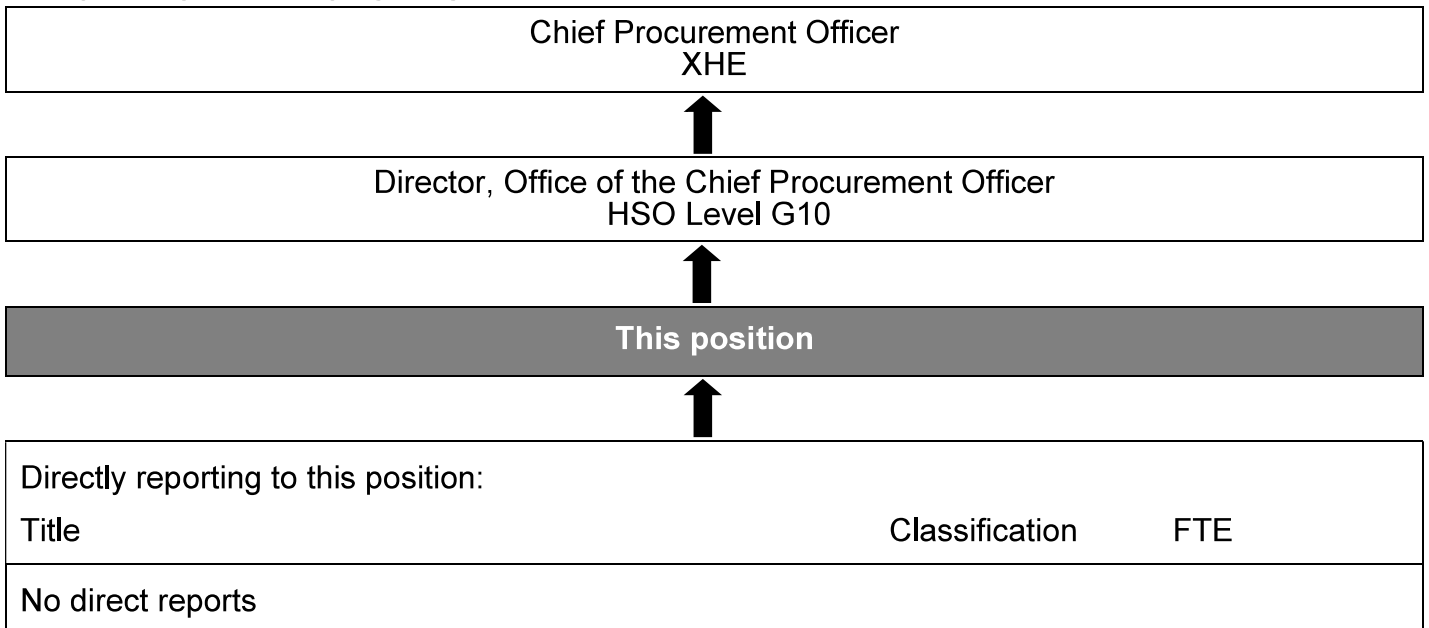 Chief Procurement Officer
XHE
Director, Office of the Chief Procurement Officer
HSO Level G10
This position
Directly reporting to this position:
Title Classification FTE
No direct reports